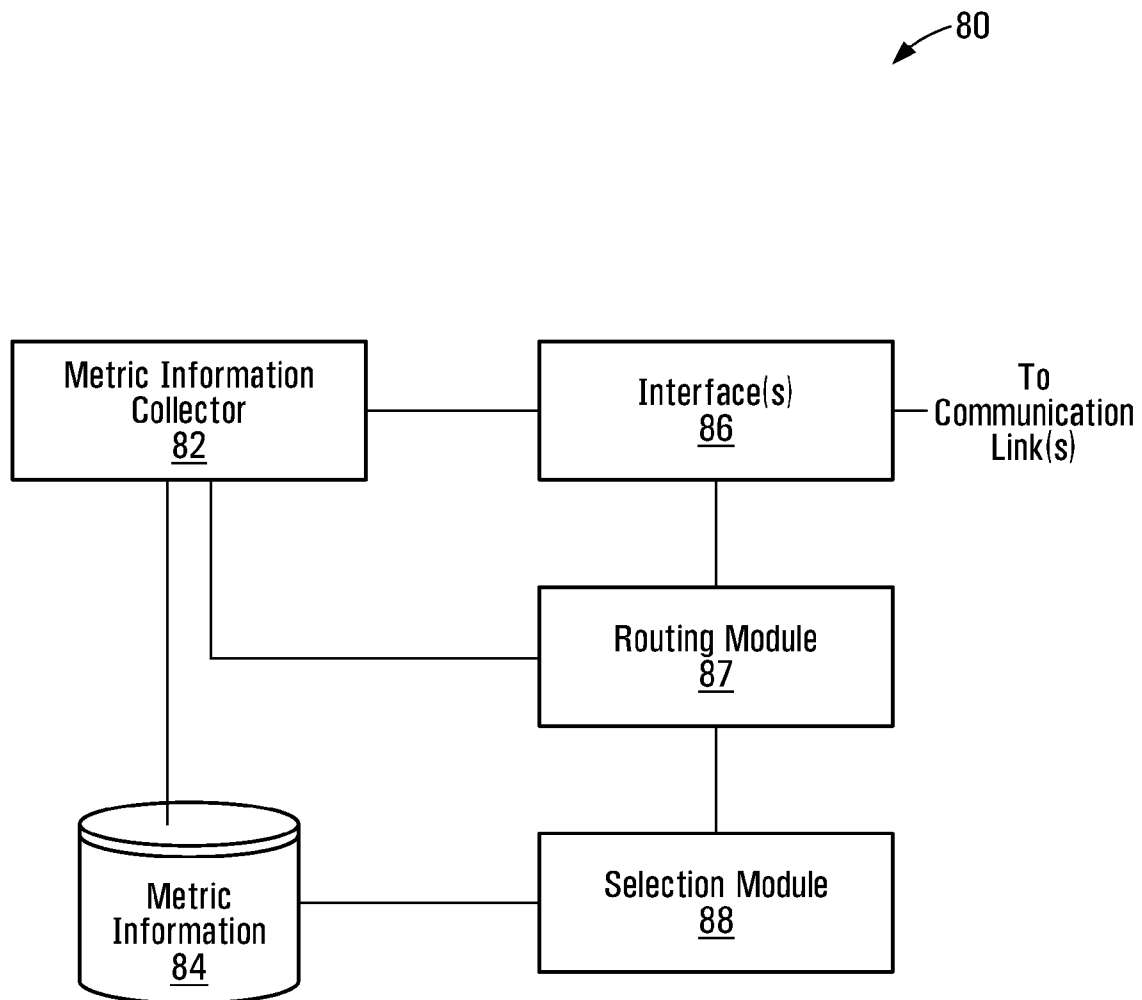 80
Metric Information
Collector
82
Interface(s)
86
To
Communication
Link(s)
Routing Module
87
Metric
Information
84
Selection Module
88